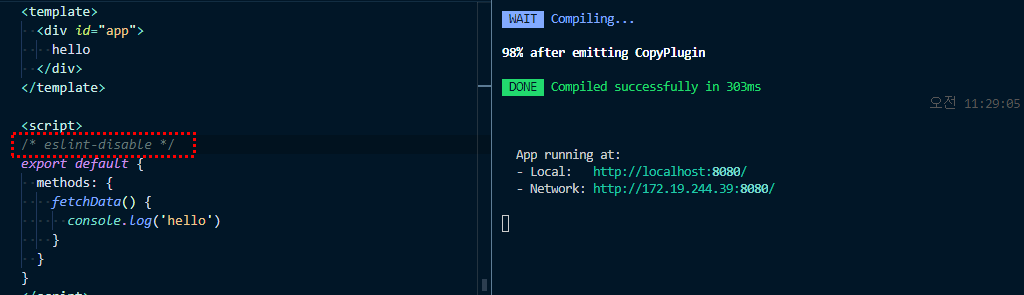 <template>
<div id="app">
hello
</div>
</template>
<script>
/* eslint-disable */
export default {
methods: {
fetchData() {
console.log('hello')
}
}
}
</script>
WAIT Compiling...
98% after emitting CopyPlugin
DONE Compiled successfully in 303ms
오전 11:29:05
App running at:
- Local: http://localhost:8080/
- Network: http://172.19.244.39:8080/